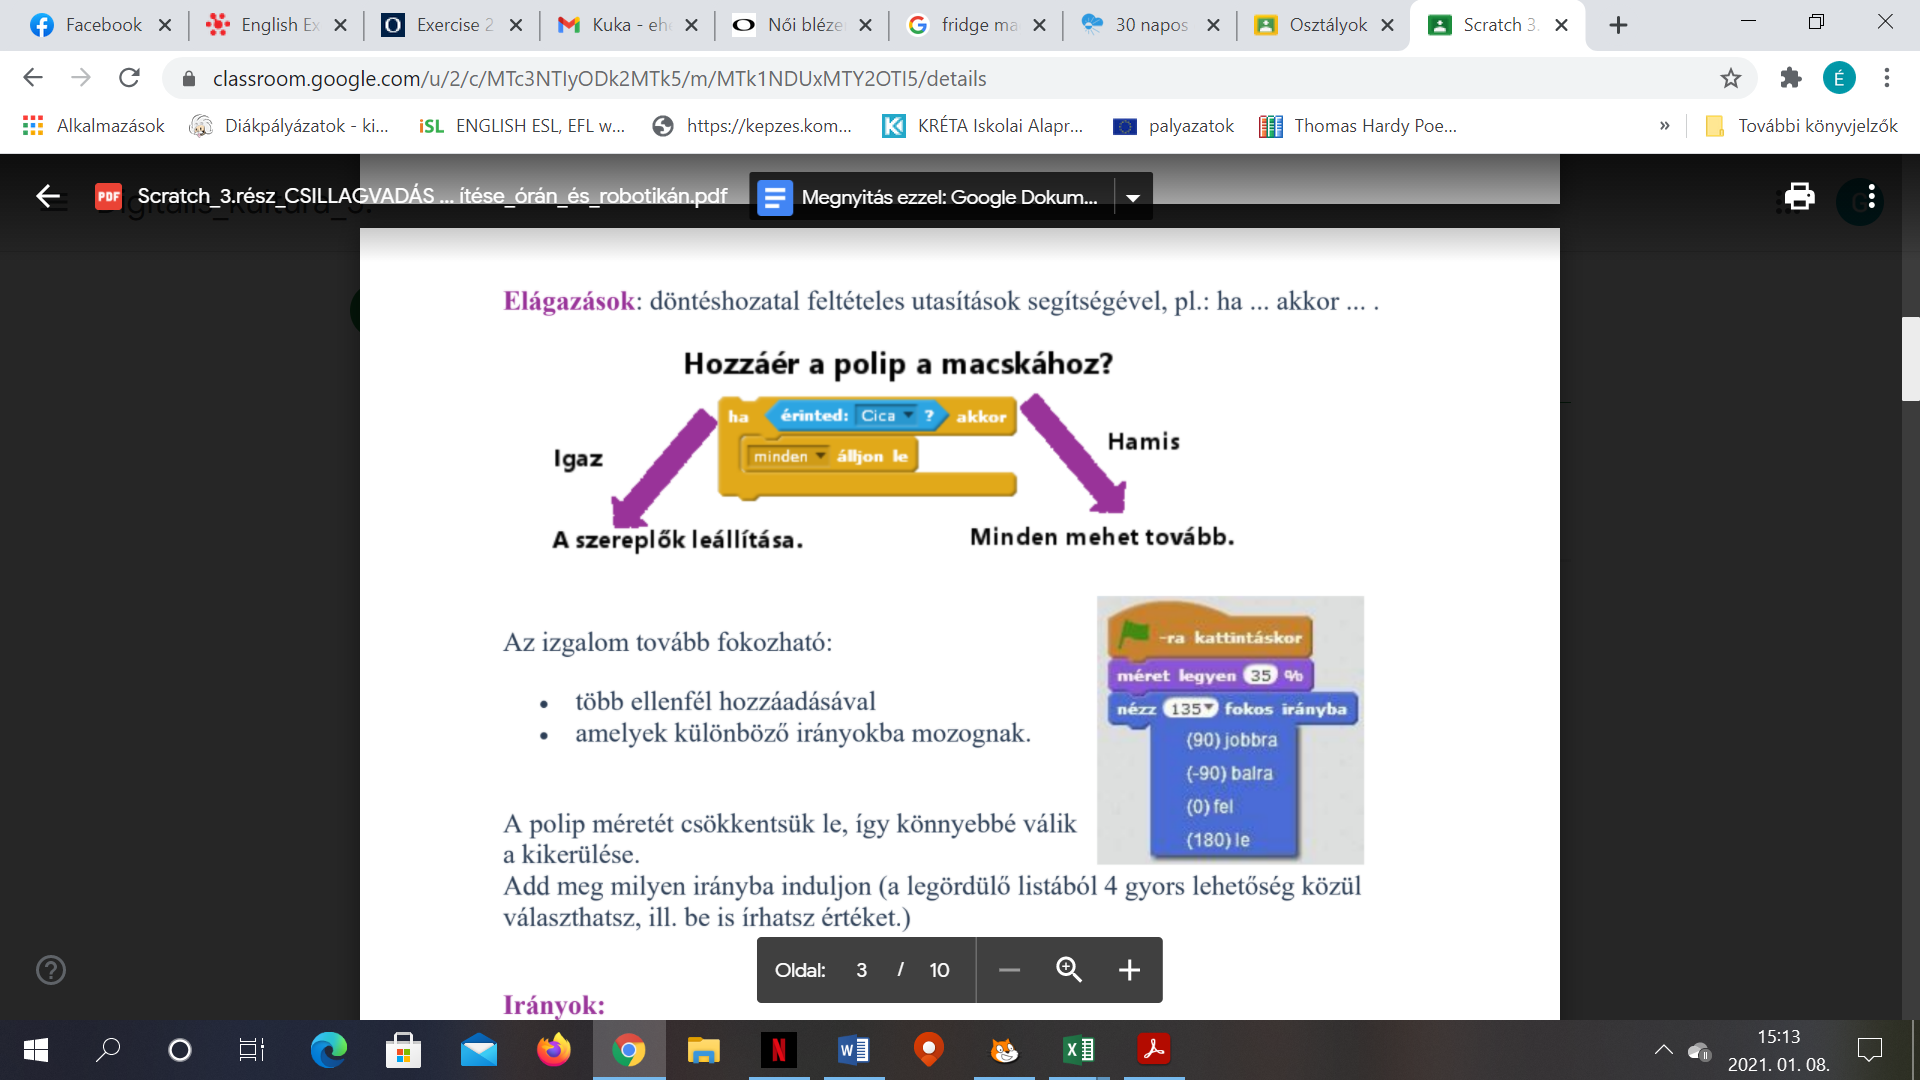 Facebook
English Ex
Exercise 2
Kuka - eh
Női bléze
fridge ma
30 napos
Osztályok
Scratch 3.
classroom.google.com/u/2/c/MTc3NTIyODk2MTk5/m/MTk1NDUxMTY2OTI5/details
É
Alkalmazások
Diákpályázatok - ki...
iSL
ENGLISH ESL, EFL w...
https://kepzes.kom...
KRÉTA Iskolai Alapr...
palyazatok
Thomas Hardy Poe...
»
További könyvjelzők
PDF
Scratch_3.rész_CSILLAGVADÁS ... ítése_órán_és_robotikán.pdf
Megnyitás ezzel: Google Dokum...
Elágazások: döntéshozatal feltételes utasítások segítségével, pl.: ha ... akkor ... .
Hozzáér a polip a macskához?
ha érinted: Cica ? akkor
minden álljon le
Igaz
Hamis
A szereplők leállítása.
Minden mehet tovább.
Az izgalom tovább fokozható:
• több ellenfél hozzáadásával
• amelyek különböző irányokba mozognak.
-ra kattintáskor
méret legyen 35 %
nézz 135 fokos irányba
(90) jobbra
(-90) balra
(0) fel
(180) le
A polip méretét csökkentsük le, így könnyebbé válik
a kikerülése.
Add meg milyen irányba induljon (a legördülő listából 4 gyors lehetőség közül
választhatsz, ill. be is írhatsz értéket.)
Oldal: 3 / 10
Irányok:
15:13
2021. 01. 08.